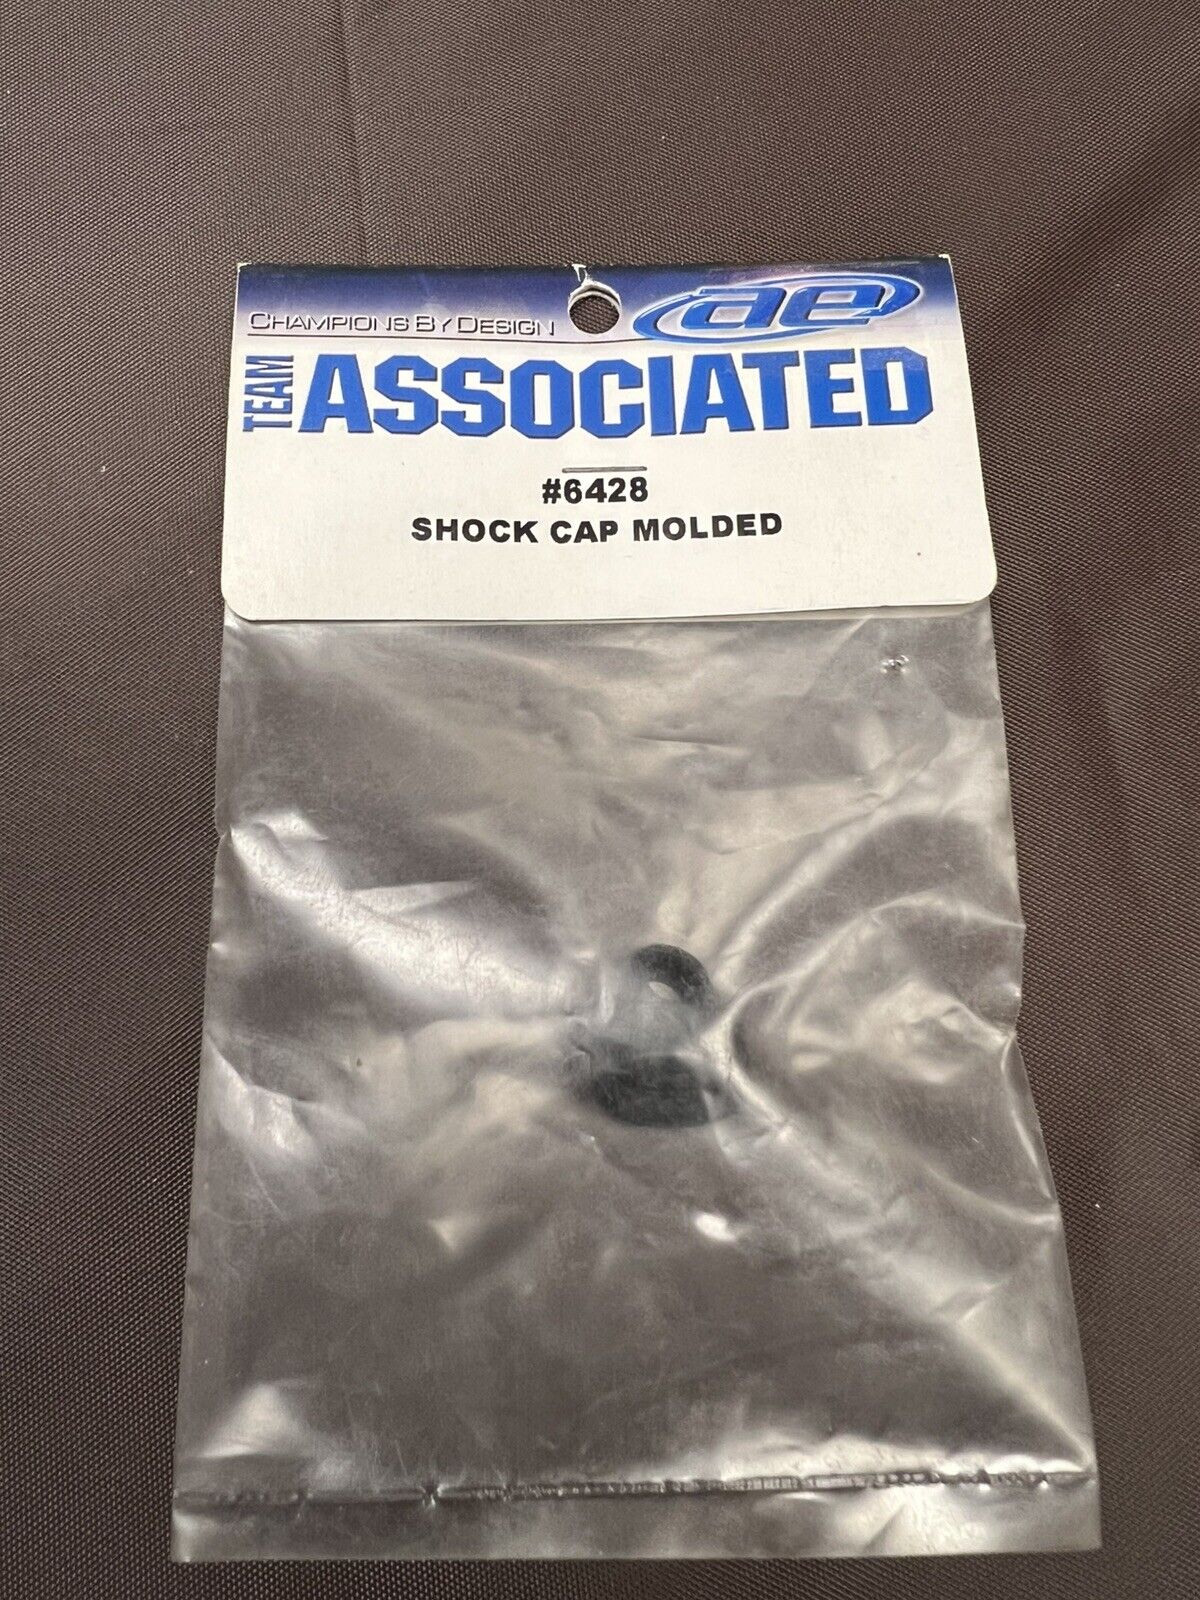 CHAMPIONS BY DESIGN
ae
TEAM
ASSOCIATED
#6428
SHOCK CAP MOLDED